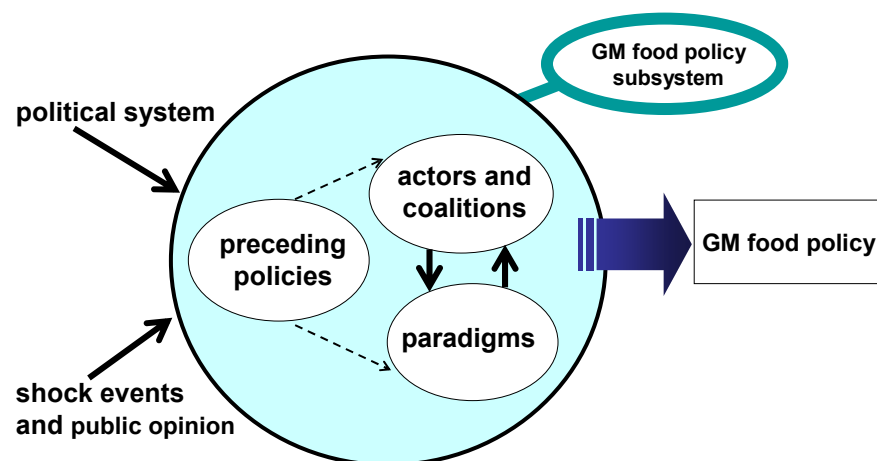 GM food policy
subsystem
political system
actors and
coalitions
preceding
policies
GM food policy
paradigms
shock events
and public opinion